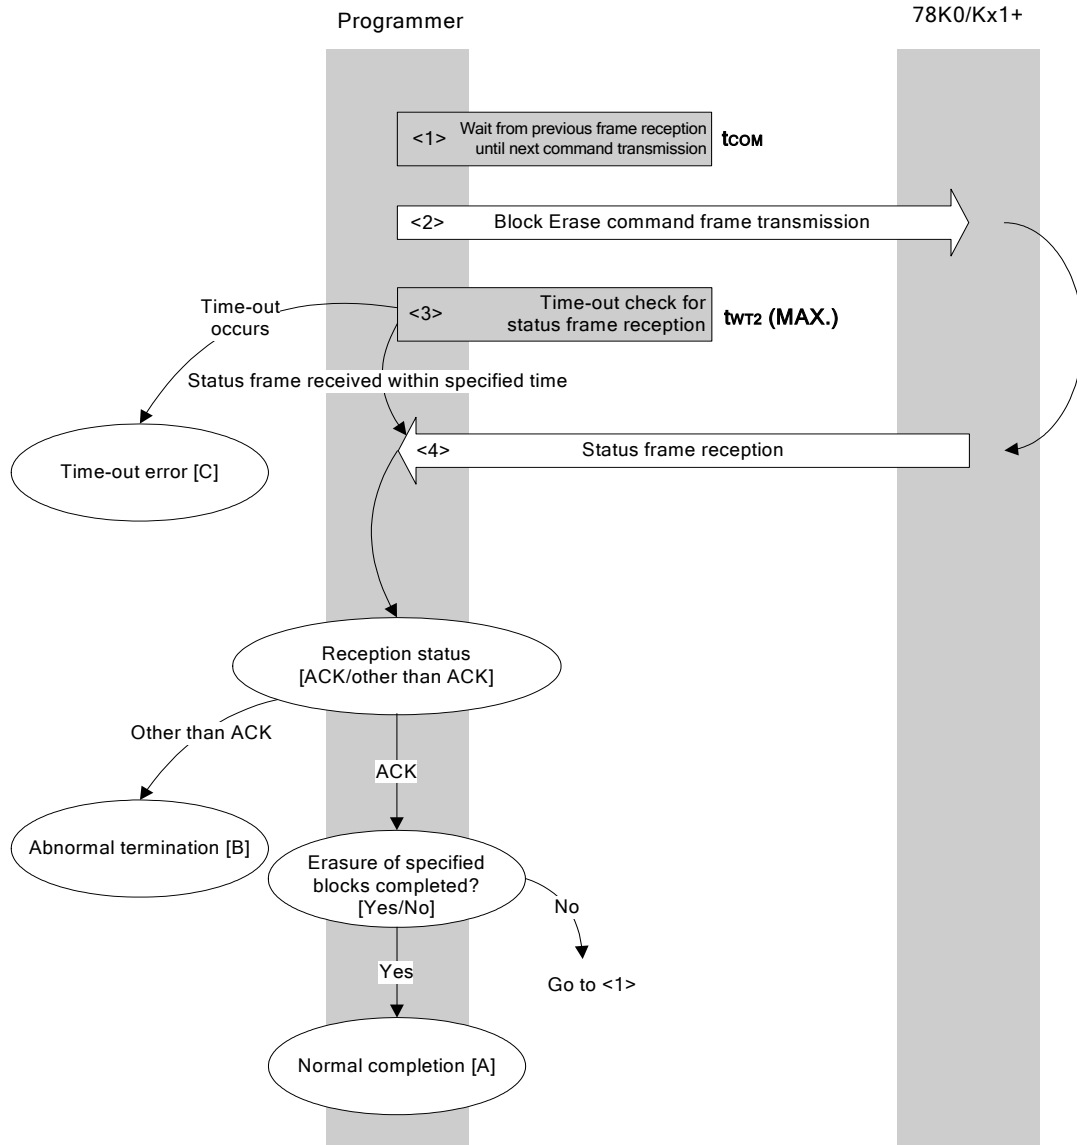 Programmer
78K0/Kx1+
<1> Wait from previous frame reception
until next command transmission
tCOM
<2> Block Erase command frame transmission
Time-out
occurs
<3> Time-out check for
status frame reception
tWT2 (MAX.)
Status frame received within specified time
<4> Status frame reception
Time-out error [C]
Reception status
[ACK/other than ACK]
Other than ACK
ACK
Abnormal termination [B]
Erasure of specified
blocks completed?
[Yes/No]
No
Yes
Go to <1>
Normal completion [A]